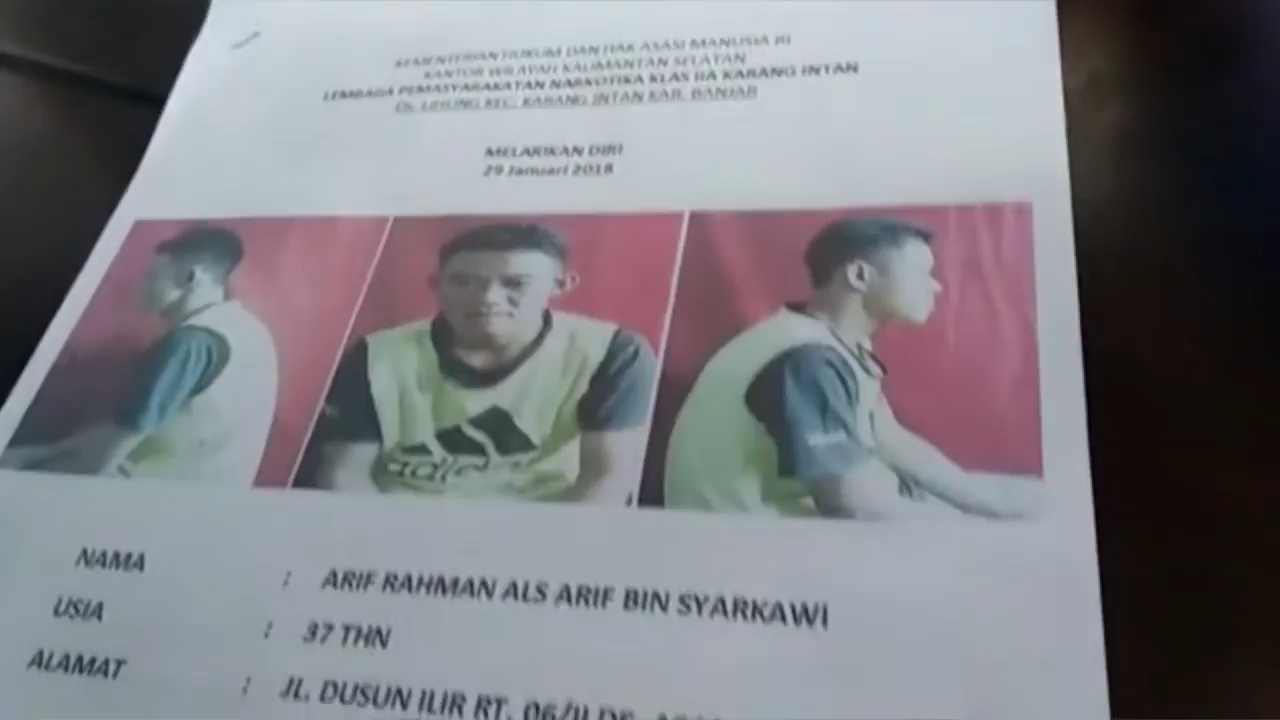 KEMENTERIAN HUKUM DAN HAK ASASI MANUSIA RI
KANTOR WILAYAH KALIMANTAN SELATAN
LEMBAGA PEMASYARAKATAN NARKOTIKA KLAS IIA KARANG INTAN
KEC. KARANG INTAN KAB. BANJAR
MELARIKAN DIRI
29 Januari 2018
adidas
NAMA : ARIF RAHMAN ALS ARIF BIN SYARKAWI
USIA : 37 THN
ALAMAT : JL. DUSUN ILIR RT. 06/II